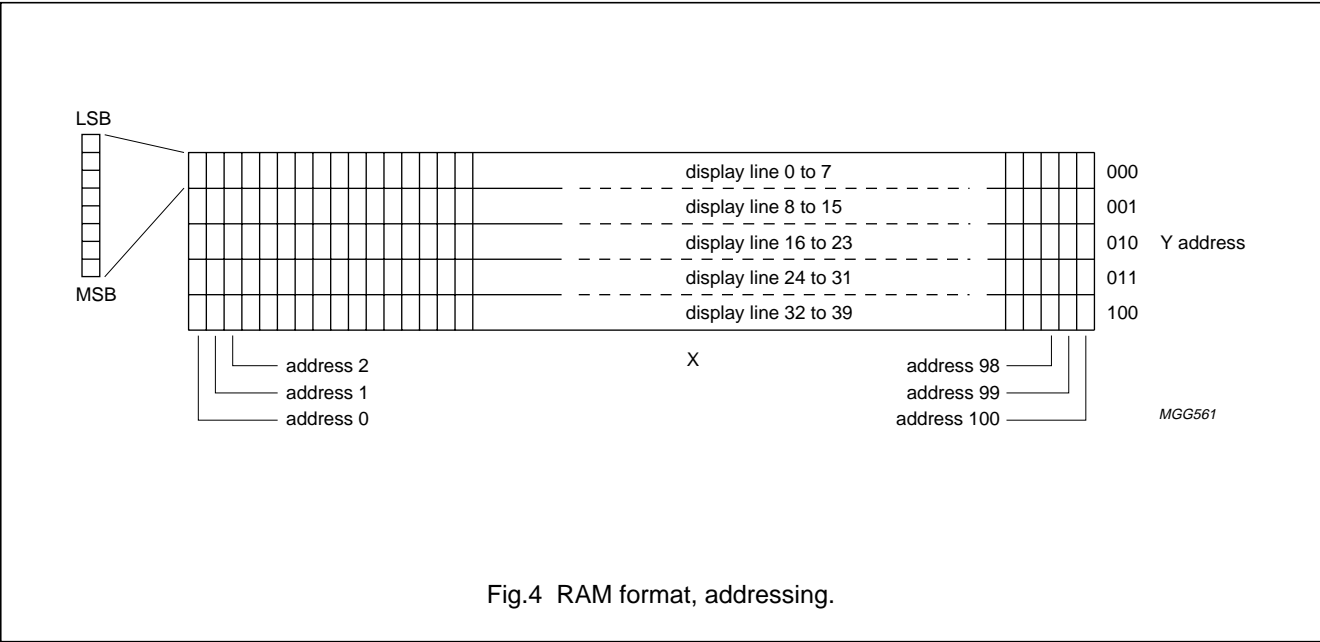 LSB
MSB
display line 0 to 7
000
display line 8 to 15
001
display line 16 to 23
010 Y address
display line 24 to 31
011
display line 32 to 39
100
address 2
address 1
address 0
X
address 98
address 99
address 100
MGG561
Fig.4 RAM format, addressing.